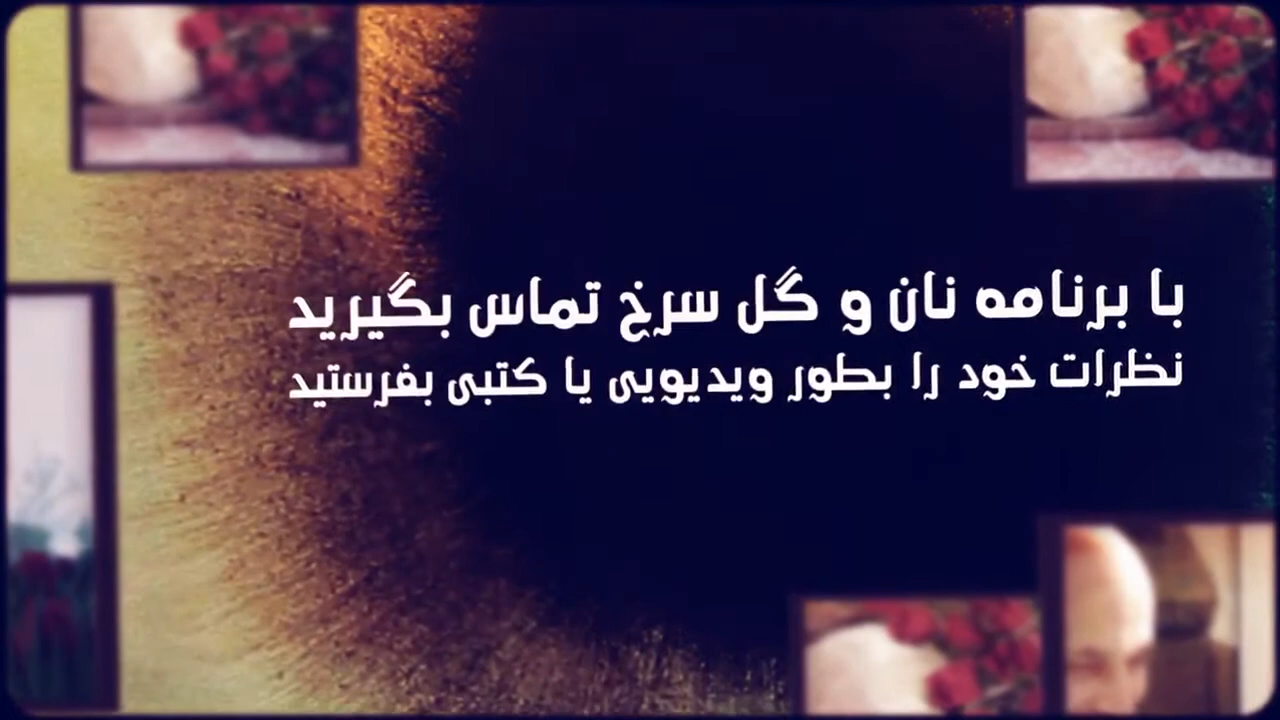 با برنامه نان و گل سرخ تماس بگیرید
نظرات خود را بطور ویدیویی یا کتبی بفرستید